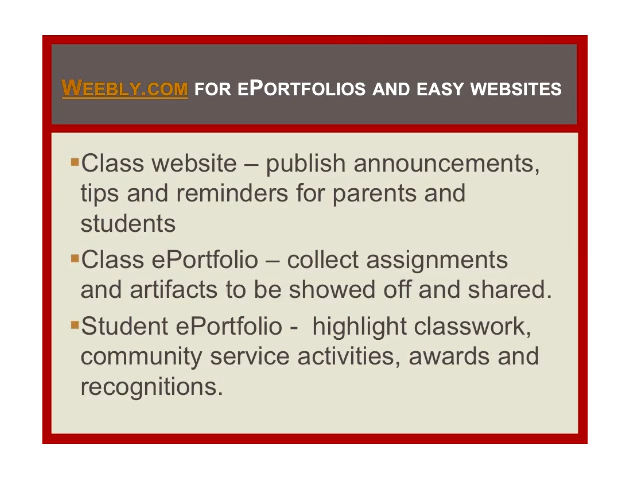 Weebly.com for ePortfolios and easy websites
▪Class website – publish announcements,
tips and reminders for parents and
students
▪Class ePortfolio – collect assignments
and artifacts to be showed off and shared.
▪Student ePortfolio -  highlight classwork,
community service activities, awards and
recognitions.